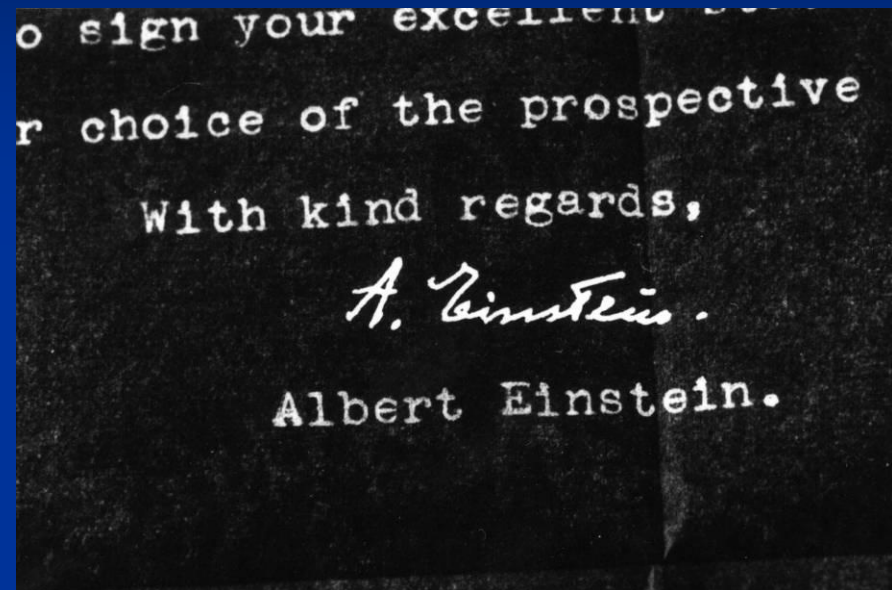 o sign your excellent
r choice of the prospective
With kind regards,
A. Einstein.
Albert Einstein.